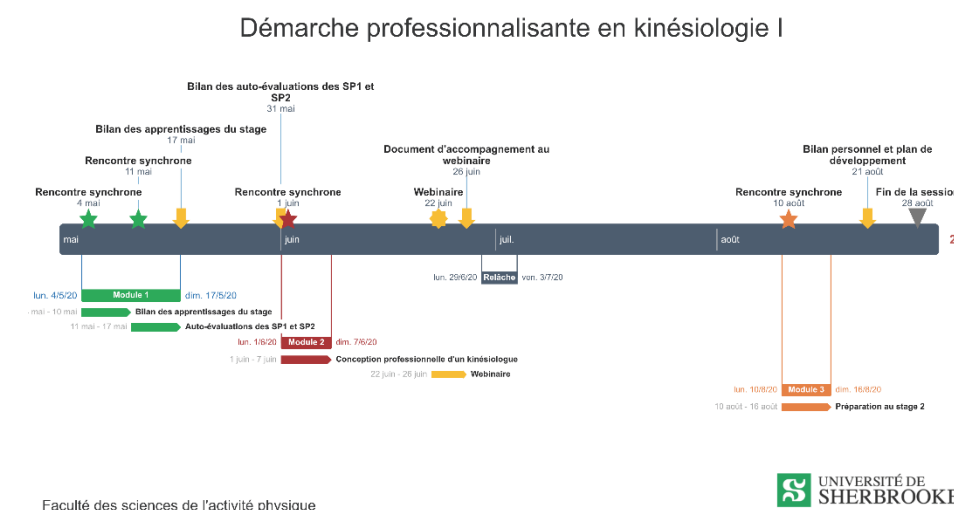 Démarche professionnalisante en kinésiologie I
Bilan des auto-évaluations des SP1 et
SP2
31 mai
Bilan des apprentissages du stage
17 mai
Rencontre synchrone
11 mai
Rencontre synchrone
4 mai
Rencontre synchrone
1 juin
Document d'accompagnement au
webinaire
26 juin
Webinaire
22 juin
Bilan personnel et plan de
développement
21 août
Rencontre synchrone
10 août
Fin de la session
28 août
mai
juin
juil.
août
2
lun. 29/6/20 Relâche ven. 3/7/20
lun. 4/5/20 Module 1 dim. 17/5/20
mai - 10 mai Bilan des apprentissages du stage
11 mai - 17 mai Auto-évaluations des SP1 et SP2
lun. 1/6/20 Module 2 dim. 7/6/20
1 juin - 7 juin Conception professionnelle d'un kinésiologue
22 juin - 26 juin Webinaire
lun. 10/8/20 Module 3 dim. 16/8/20
10 août - 16 août Préparation au stage 2
UNIVERSITÉ DE
SHERBROOKE
Faculté des sciences de l'activité physique